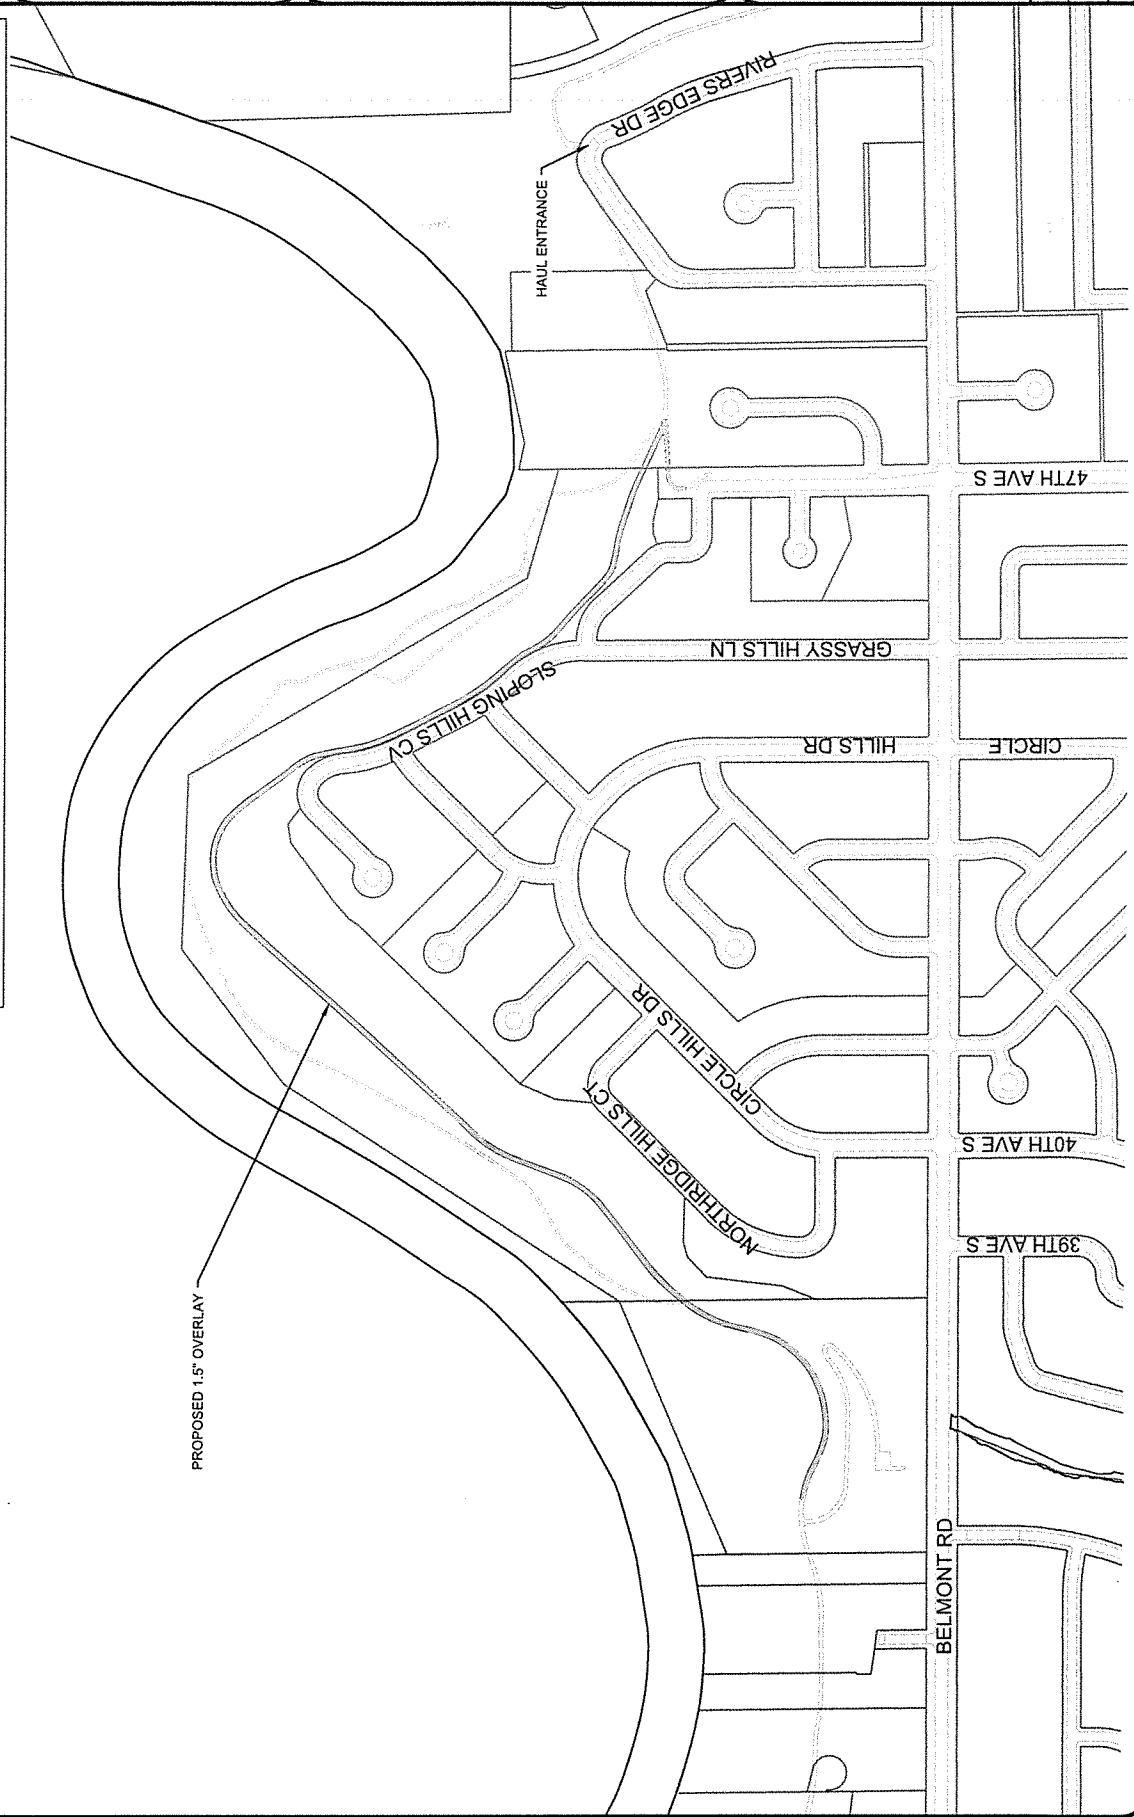 RIVERS EDGE DR
HAUL ENTRANCE
47TH AVE S
GRASSY HILLS LN
SLOPING HILLS CV
HILLS DR
CIRCLE
CIRCLE HILLS DR
NORTHRIDGE HILLS CT
40TH AVE S
39TH AVE S
PROPOSED 1.5" OVERLAY
BELMONT RD